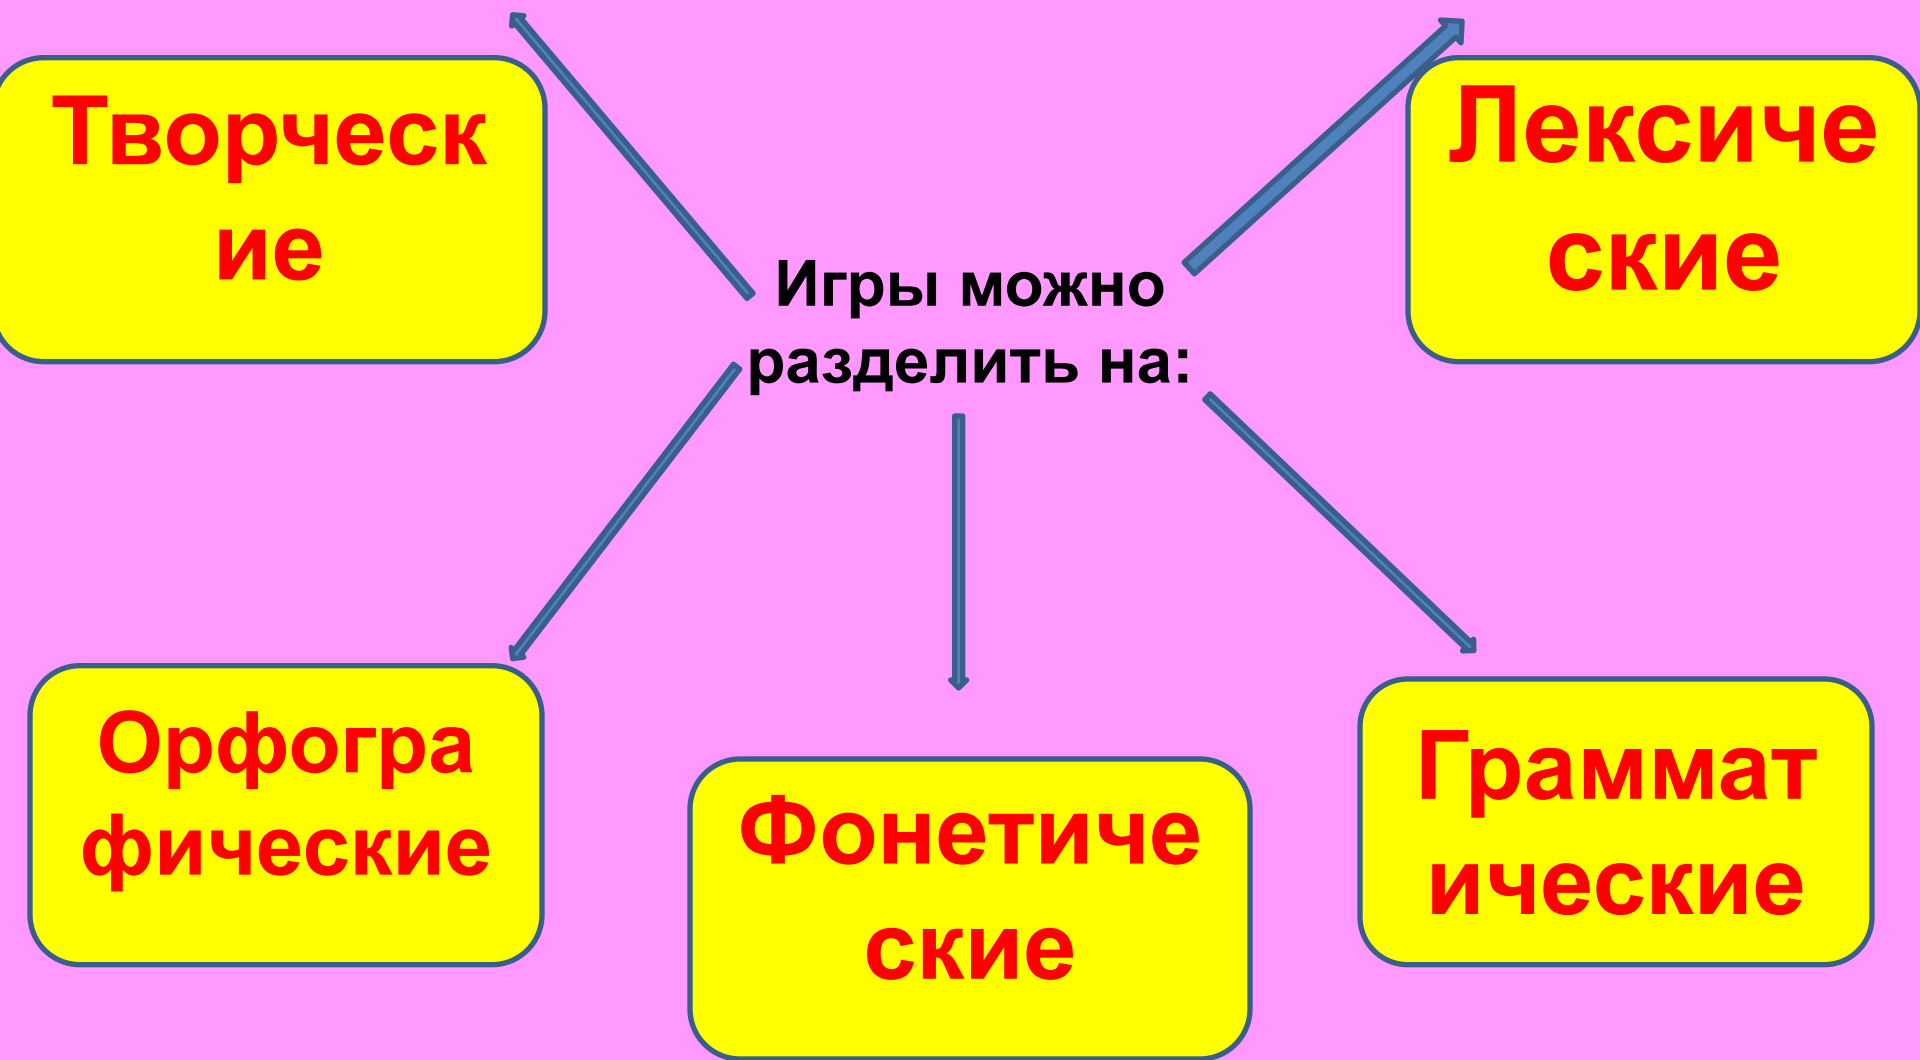 Творческ
ие
Лексиче
ские
Игры можно
разделить на:
Орфогра
фические
Фонетиче
ские
Граммат
ические